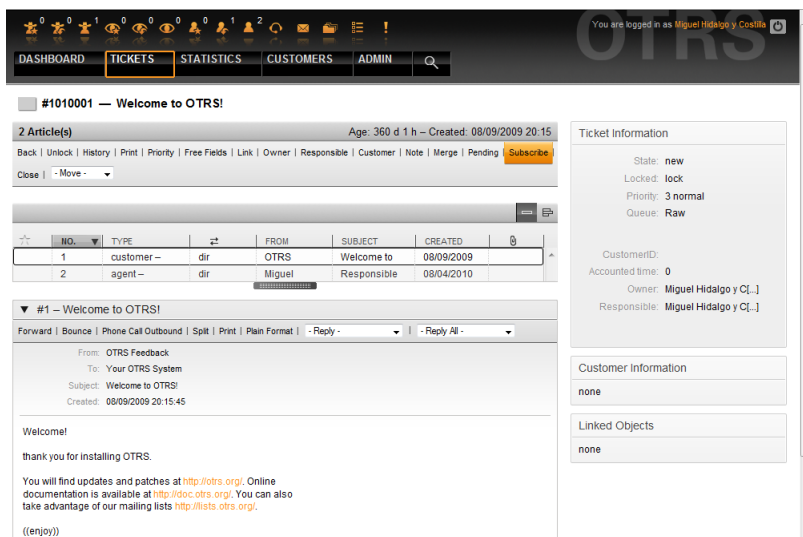 0 0 1 0 0 0 0 1 2
You are logged in as Miguel Hidalgo y Costilla
OTRS
DASHBOARD TICKETS STATISTICS CUSTOMERS ADMIN
#1010001 — Welcome to OTRS!
2 Article(s) Age: 360 d 1 h – Created: 08/09/2009 20:15
Back | Unlock | History | Print | Priority | Free Fields | Link | Owner | Responsible | Customer | Note | Merge | Pending | Subscribe |
Close | - Move -
NO. ▼ TYPE FROM SUBJECT CREATED
1 customer – dir OTRS Welcome to 08/09/2009
2 agent – dir Miguel Responsible 08/04/2010
▼ #1 – Welcome to OTRS!
Forward | Bounce | Phone Call Outbound | Split | Print | Plain Format | - Reply - | - Reply All -
From: OTRS Feedback
To: Your OTRS System
Subject: Welcome to OTRS!
Created: 08/09/2009 20:15:45
Welcome!
thank you for installing OTRS.
You will find updates and patches at http://otrs.org/. Online
documentation is available at http://doc.otrs.org/. You can also
take advantage of our mailing lists http://lists.otrs.org/.
((enjoy))
Ticket Information
State: new
Locked: lock
Priority: 3 normal
Queue: Raw
CustomerID:
Accounted time: 0
Owner: Miguel Hidalgo y C[...]
Responsible: Miguel Hidalgo y C[...]
Customer Information
none
Linked Objects
none